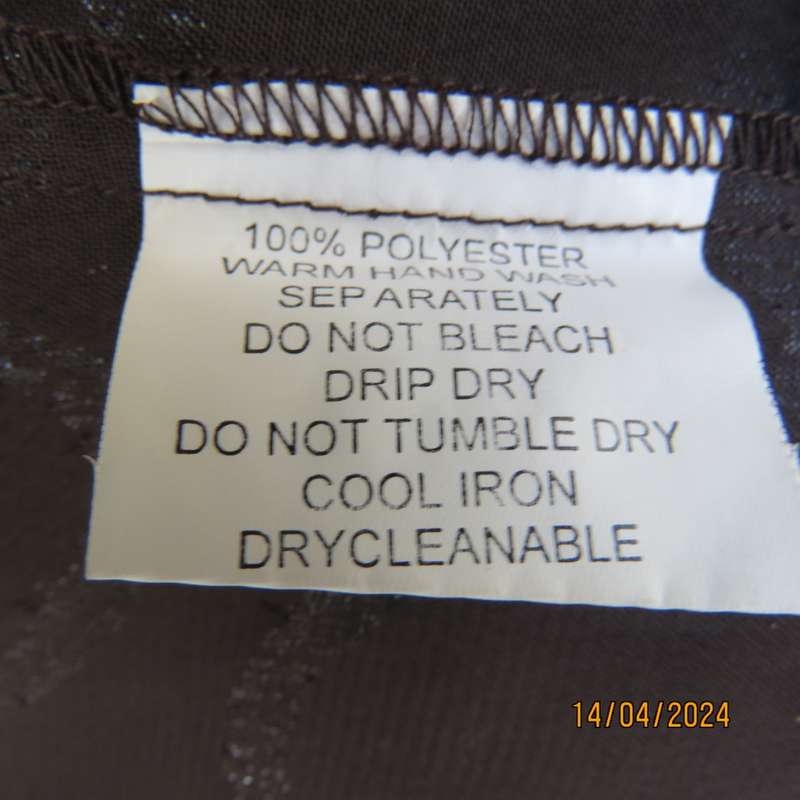 100% POLYESTER
WARM HAND WASH
SEPARATELY
DO NOT BLEACH
DRIP DRY
DO NOT TUMBLE DRY
COOL IRON
DRYCLEANABLE
14/04/2024